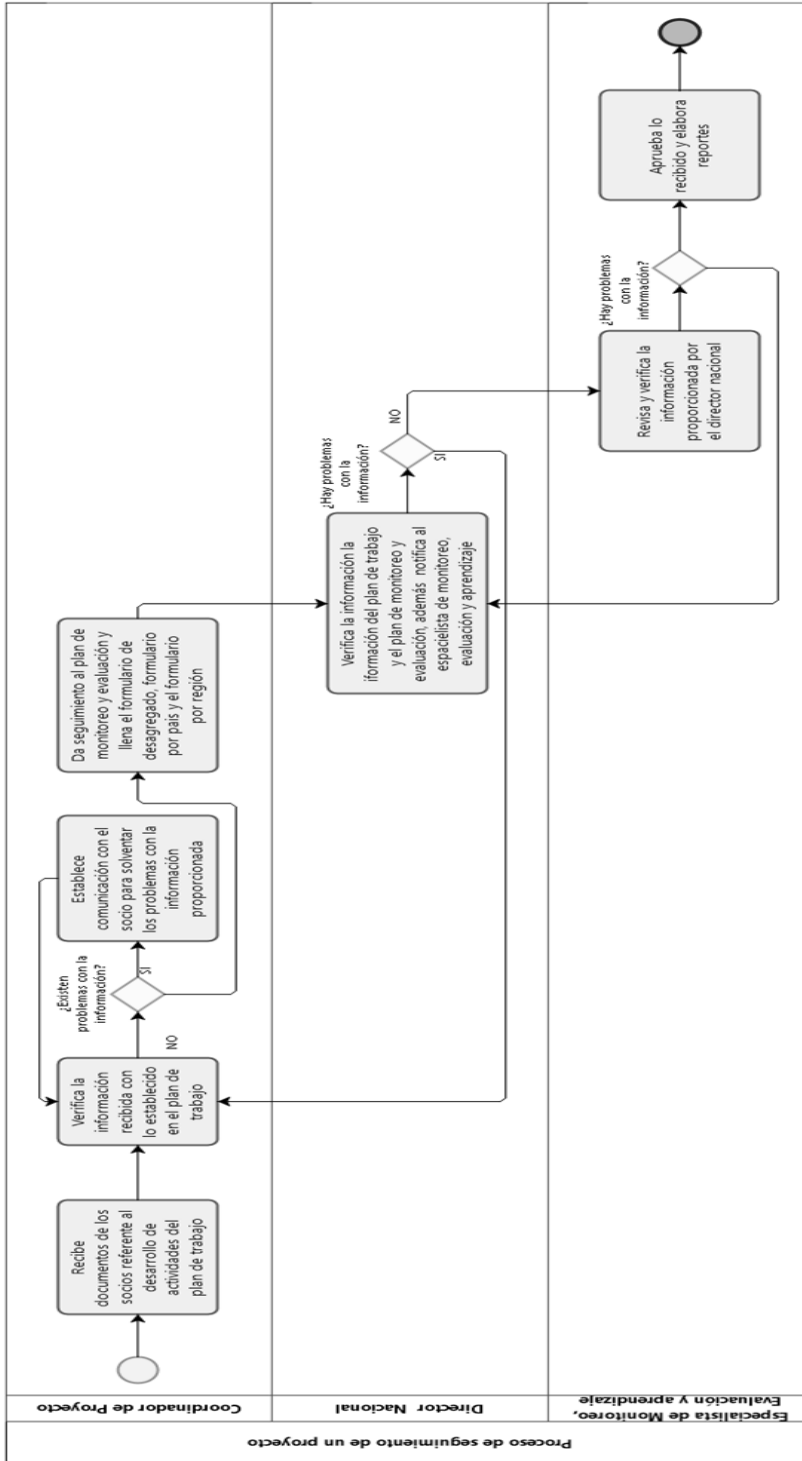 Proceso de seguimiento de un proyecto
Coordinador de Proyecto
Recibe
documentos de los
socios referente al
desarrollo de
actividades del
plan de trabajo
Verifica la
información
recibida con
lo establecido
en el plan de
trabajo
NO
¿Existen
problemas con la
información?
SI
Establece
comunicación con el
socio para solventar
los problemas con la
información
proporcionada
Da seguimiento al plan de
monitoreo y evaluación y
llena el formulario de
desagregado, formulario
por país y el formulario
por región
Director Nacional
Verifica la información la
iformación del plan de trabajo
y el plan de monitoreo y
evaluación, además notifica al
espacielista de monitoreo,
evaluación y aprendizaje
¿Hay problemas
con la
información?
NO
SI
Especialista de Monitoreo,
Evaluación y aprendizaje
Revisa y verifica la
información
proporcionada por
el director nacional
¿Hay problemas
con la
información?
Aprueba lo
recibido y elabora
reportes